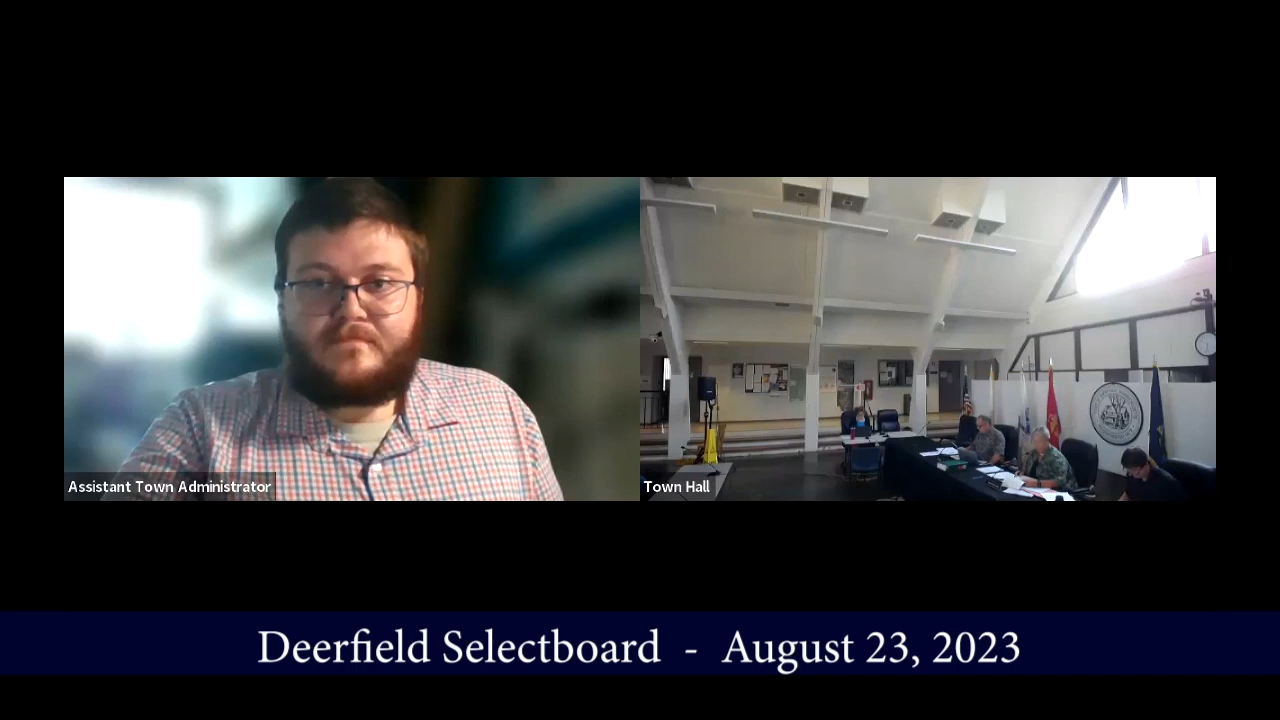 Assistant Town Administrator
Town Hall
Deerfield Selectboard - August 23, 2023